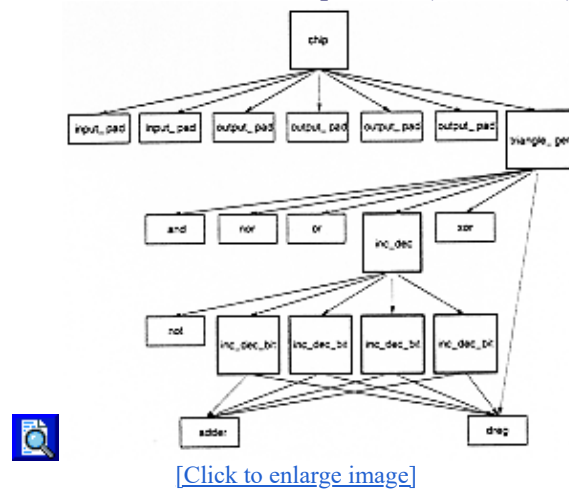 chip
input_pad input_pad output_pad output_pad output_pad output_pad triangle_gen
and nor or inc_dec xor
not inc_dec_bit inc_dec_bit inc_dec_bit inc_dec_bit
adder dreg
[Click to enlarge image]